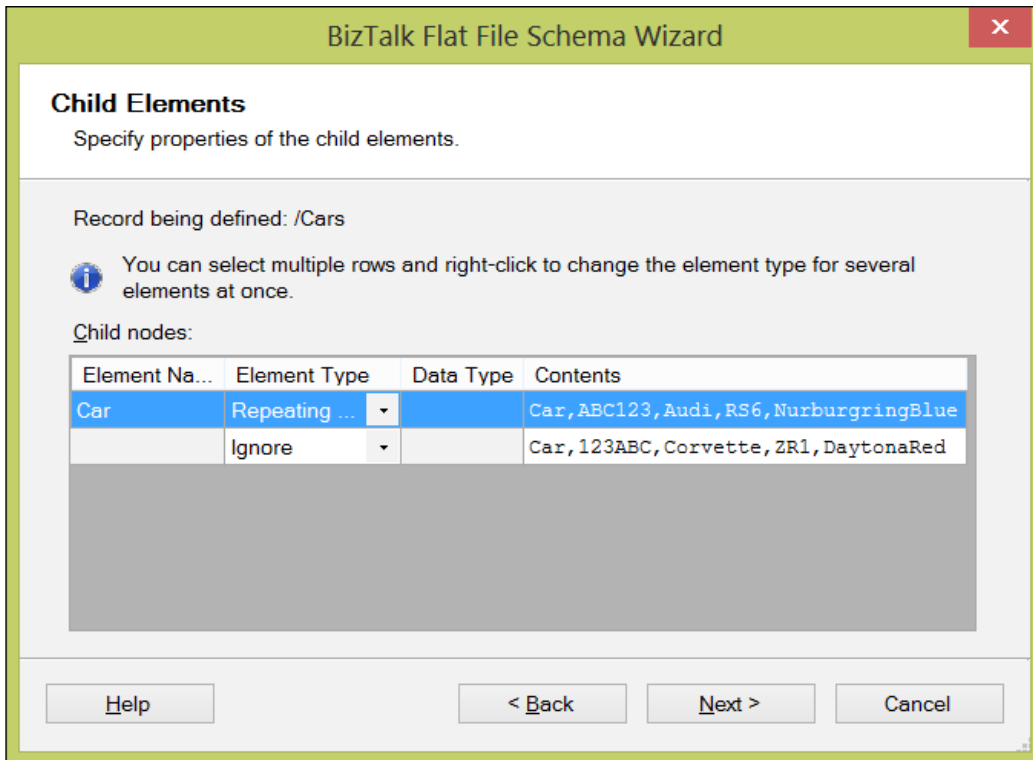 BizTalk Flat File Schema Wizard
x
Child Elements
Specify properties of the child elements.
Record being defined: /Cars
You can select multiple rows and right-click to change the element type for several
elements at once.
Child nodes:
Element Na... Element Type Data Type Contents
Car Repeating ... Car,ABC123,Audi,RS6,NurburgringBlue
Ignore Car,123ABC,Corvette,ZR1,DaytonaRed
Help < Back Next > Cancel